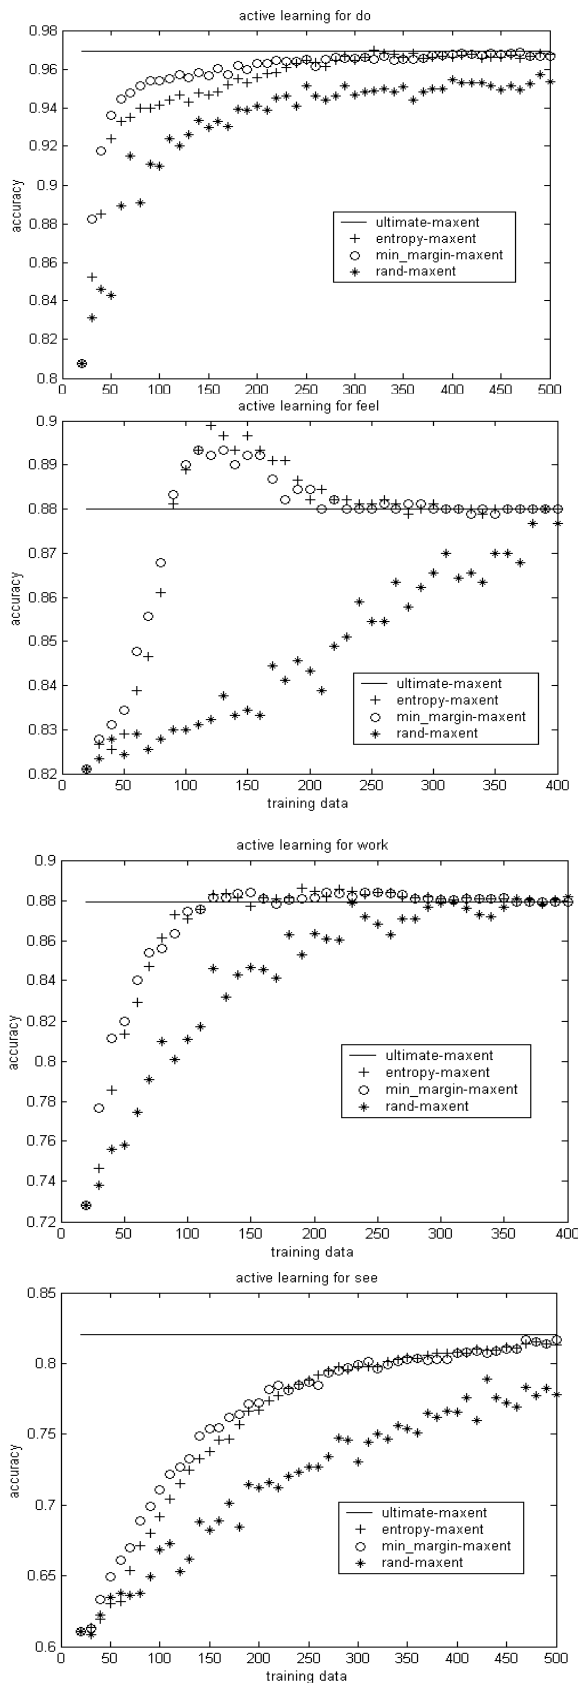 active learning for do
0.98
0.96
0.94
0.92
0.9
0.88
0.86
0.84
0.82
0.8
accuracy
ultimate-maxent
entropy-maxent
min_margin-maxent
rand-maxent
0 50 100 150 200 250 300 350 400 450 500
active learning for feel
0.9
0.89
0.88
0.87
0.86
0.85
0.84
0.83
0.82
accuracy
ultimate-maxent
entropy-maxent
min_margin-maxent
rand-maxent
0 50 100 150 200 250 300 350 400
training data
active learning for work
0.9
0.88
0.86
0.84
0.82
0.8
0.78
0.76
0.74
0.72
accuracy
ultimate-maxent
entropy-maxent
min_margin-maxent
rand-maxent
0 50 100 150 200 250 300 350 400
training data
active learning for see
0.85
0.8
0.75
0.7
0.65
0.6
accuracy
ultimate-maxent
entropy-maxent
min_margin-maxent
rand-maxent
0 50 100 150 200 250 300 350 400 450 500
training data